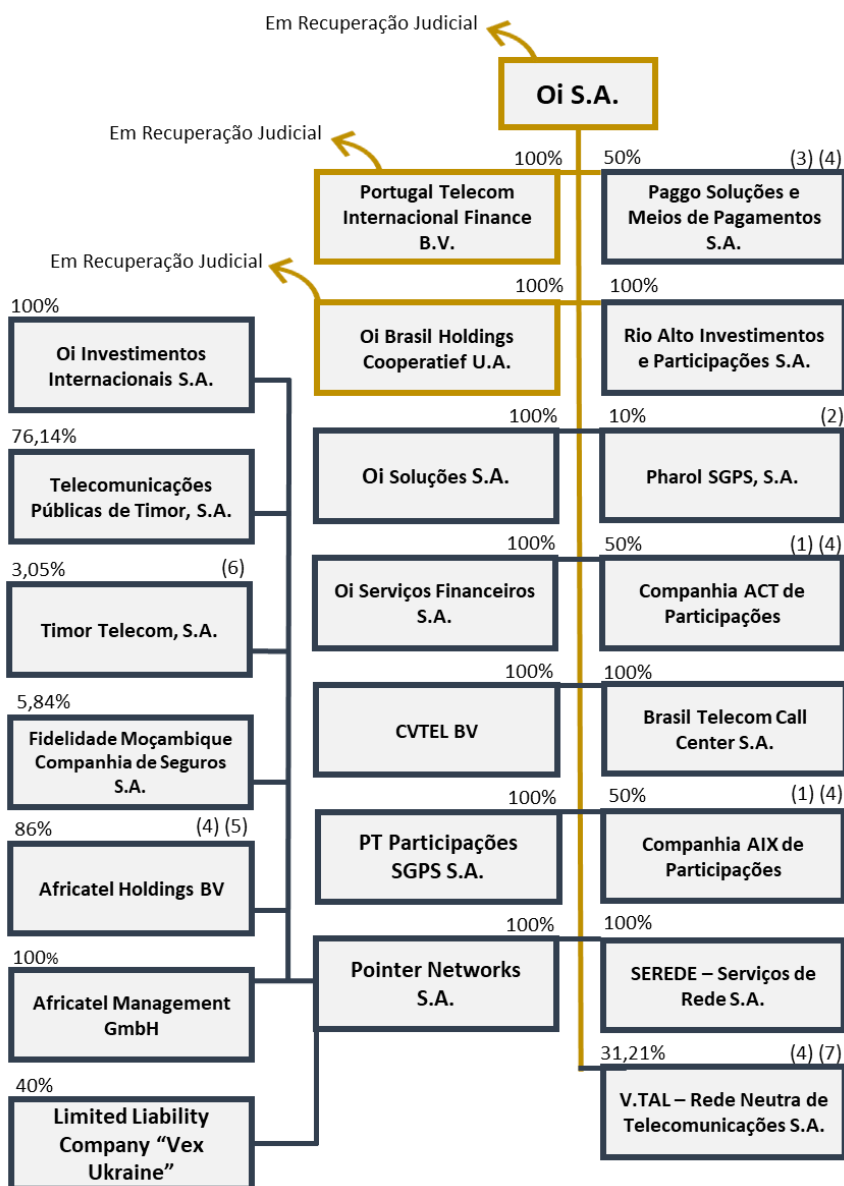 Em Recuperação Judicial
Oi S.A.
Em Recuperação Judicial
100%
50%
(3) (4)
Portugal Telecom
Internacional Finance
B.V.
Paggo Soluções e
Meios de Pagamentos
S.A.
Em Recuperação Judicial
100%
100%
Oi Brasil Holdings
Cooperatief U.A.
Rio Alto Investimentos
e Participações S.A.
100%
Oi Investimentos
Internacionais S.A.
100%
10%
(2)
Oi Soluções S.A.
Pharol SGPS, S.A.
76,14%
Telecomunicações
Públicas de Timor, S.A.
100%
50%
(1) (4)
Oi Serviços Financeiros
S.A.
Companhia ACT de
Participações
3,05%
(6)
Timor Telecom, S.A.
100%
100%
CVTEL BV
Brasil Telecom Call
Center S.A.
5,84%
Fidelidade Moçambique
Companhia de Seguros
S.A.
100%
50%
(1) (4)
PT Participações
SGPS S.A.
Companhia AIX de
Participações
86%
(4) (5)
Africatel Holdings BV
100%
100%
Pointer Networks
S.A.
SEREDE – Serviços de
Rede S.A.
100%
Africatel Management
GmbH
31,21%
(4) (7)
V.TAL – Rede Neutra de
Telecomunicações S.A.
40%
Limited Liability
Company “Vex
Ukraine”